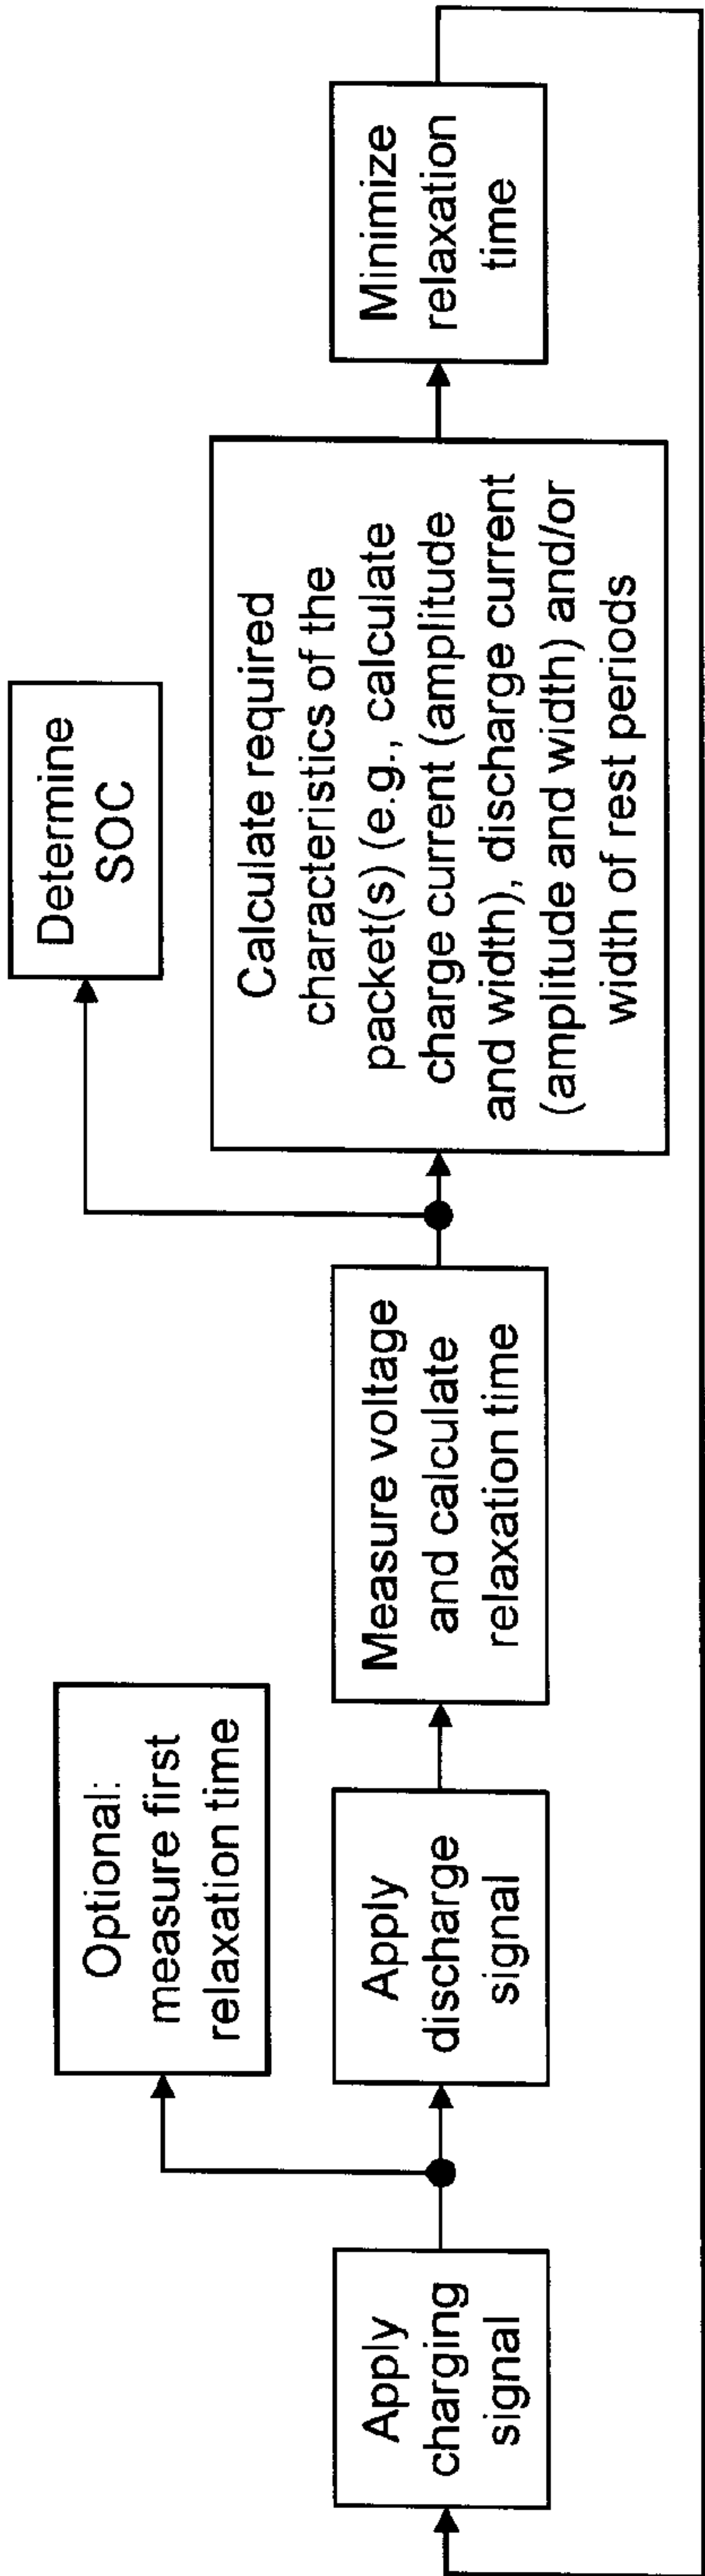 Apply
charging
signal
Optional:
measure first
relaxation time
Apply
discharge
signal
Measure voltage
and calculate
relaxation time
Determine
SOC
Calculate required
characteristics of the
packet(s) (e.g., calculate
charge current (amplitude
and width), discharge current
(amplitude and width) and/or
width of rest periods
Minimize
relaxation
time